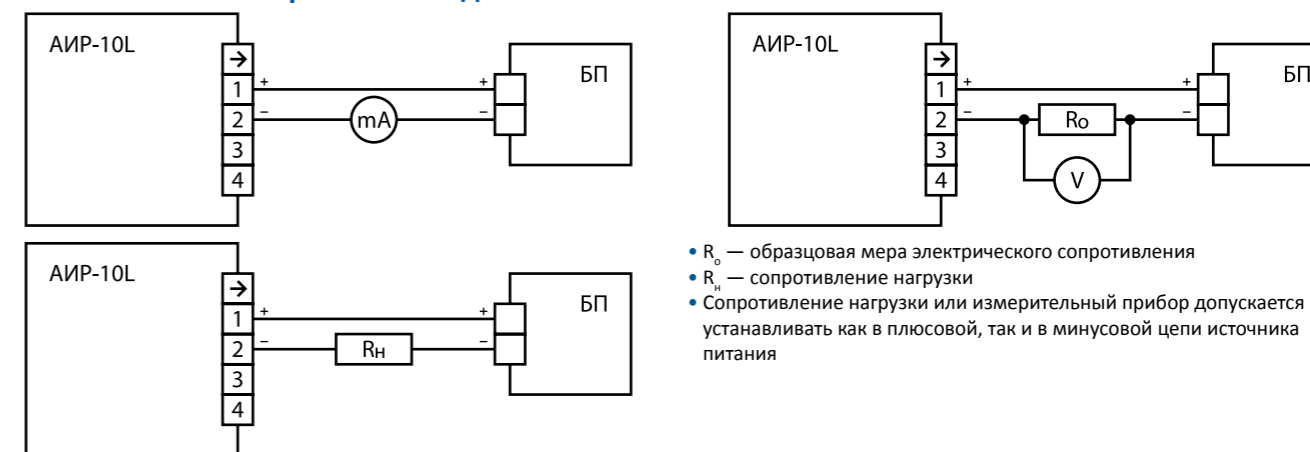 АИР-10L
→
1
+
+
БП
2
–
mA
–
3
4
АИР-10L
→
1
+
+
БП
2
–
Rо
–
3
V
4
АИР-10L
→
1
+
+
БП
2
–
Rн
–
3
4
• Rо — образцовая мера электрического сопротивления
• Rн — сопротивление нагрузки
• Сопротивление нагрузки или измерительный прибор допускается
устанавливать как в плюсовой, так и в минусовой цепи источника
питания